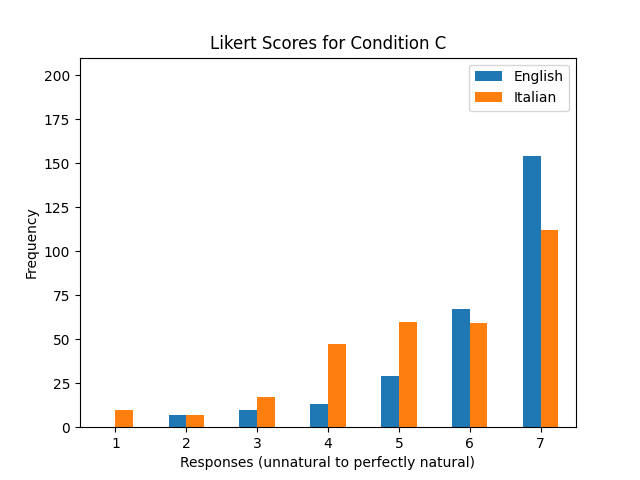 Likert Scores for Condition C
English
Italian
200
175
150
125
100
75
50
25
0
Frequency
1 2 3 4 5 6 7
Responses (unnatural to perfectly natural)